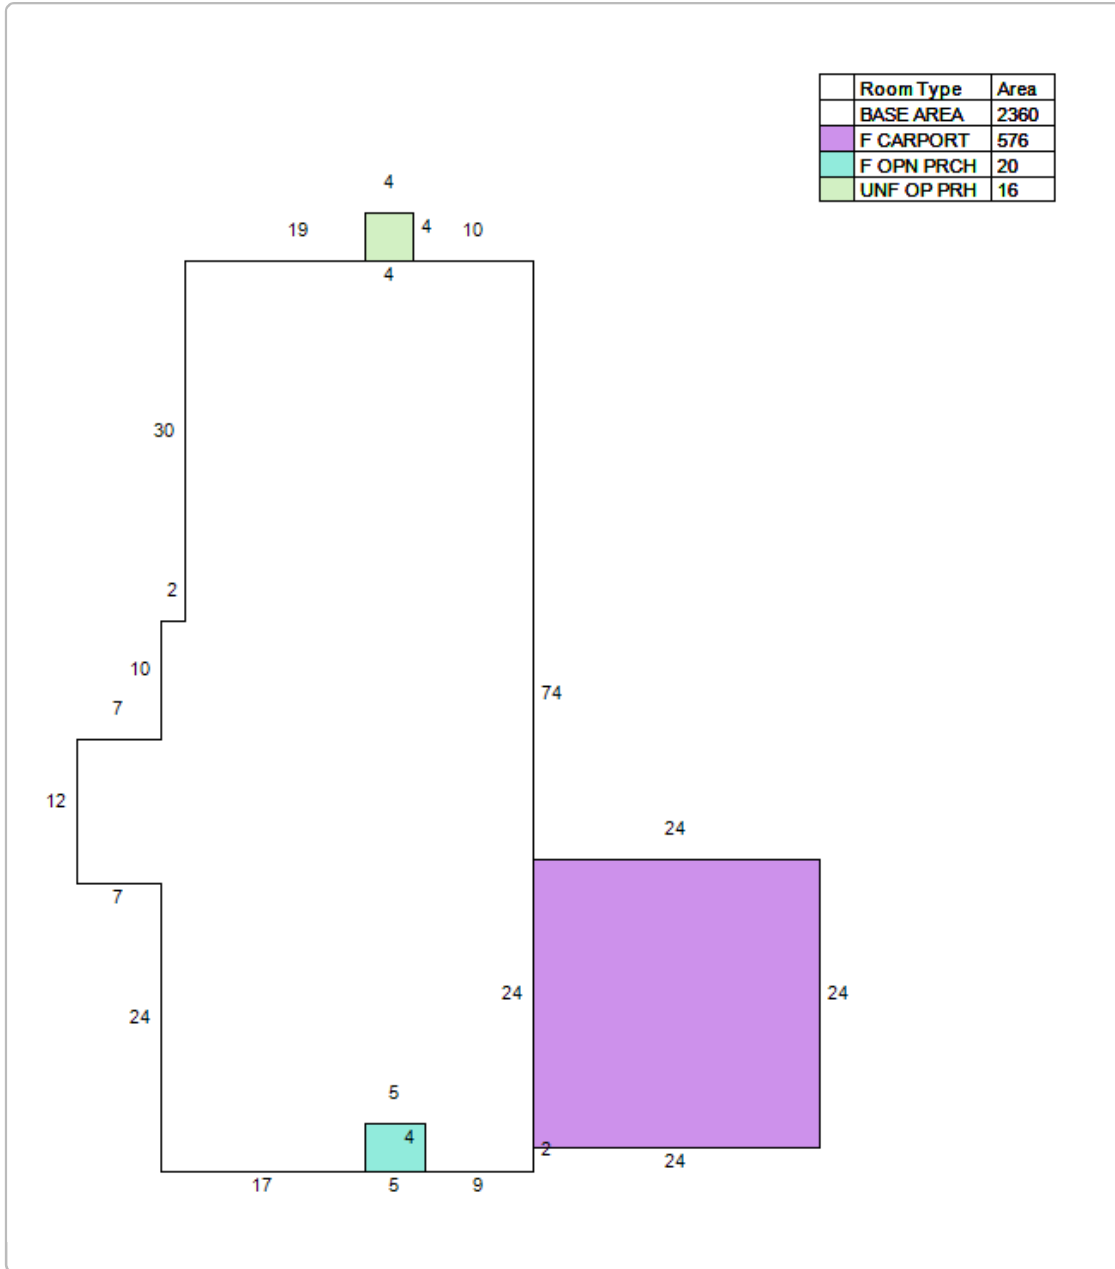 Room Type Area
BASE AREA 2360
F CARPORT 576
F OPN PRCH 20
UNF OP PRH 16
4
19 4 10
4
30
2
10
74
7
12
24
7
24 24
24
5
4
2
24
17 5 9